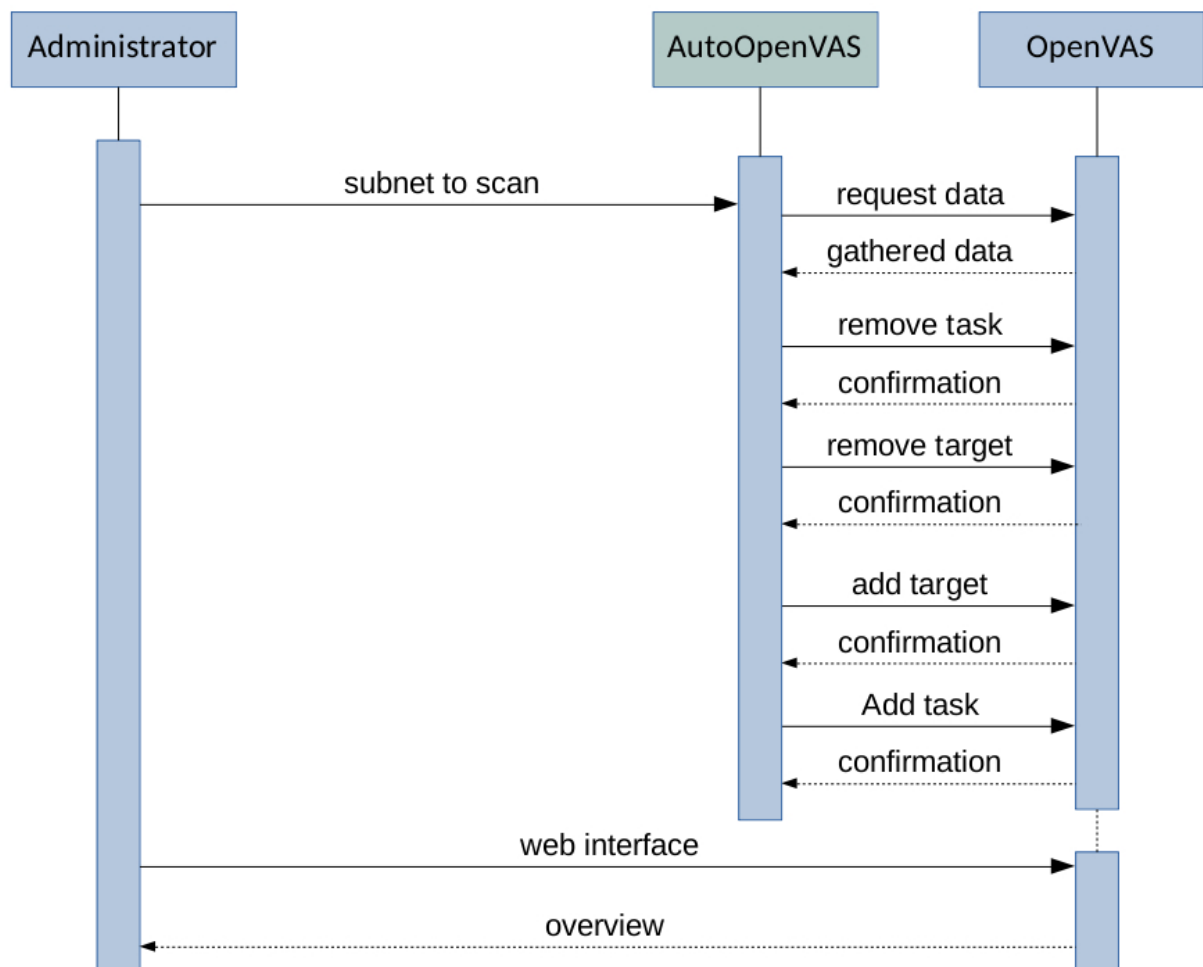 Administrator
AutoOpenVAS
OpenVAS
subnet to scan
request data
gathered data
remove task
confirmation
remove target
confirmation
add target
confirmation
Add task
confirmation
web interface
overview